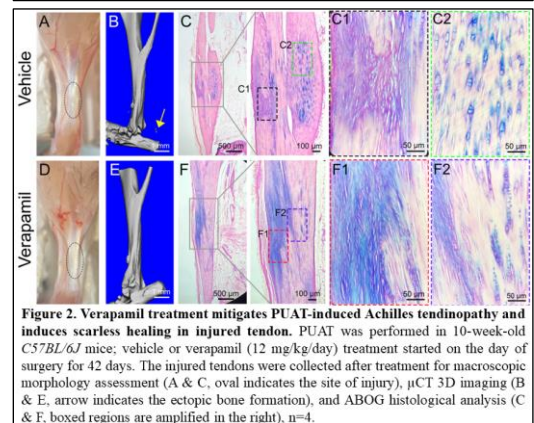 A
B
C
C1
C2
Vehicle
C2
C1
mm
500 µm
100 µm
50 µm
50 µm
D
E
F
F1
F2
Verapamil
F2
F1
mm
500 µm
100 µm
50 µm
50 µm
Figure 2. Verapamil treatment mitigates PUAT-induced Achilles tendinopathy and
induces scarless healing in injured tendon. PUAT was performed in 10-week-old
C57BL/6J mice; vehicle or verapamil (12 mg/kg/day) treatment started on the day of
surgery for 42 days. The injured tendons were collected after treatment for macroscopic
morphology assessment (A & C, oval indicates the site of injury), µCT 3D imaging (B
& E, arrow indicates the ectopic bone formation), and ABOG histological analysis (C
& F, boxed regions are amplified in the right), n=4.